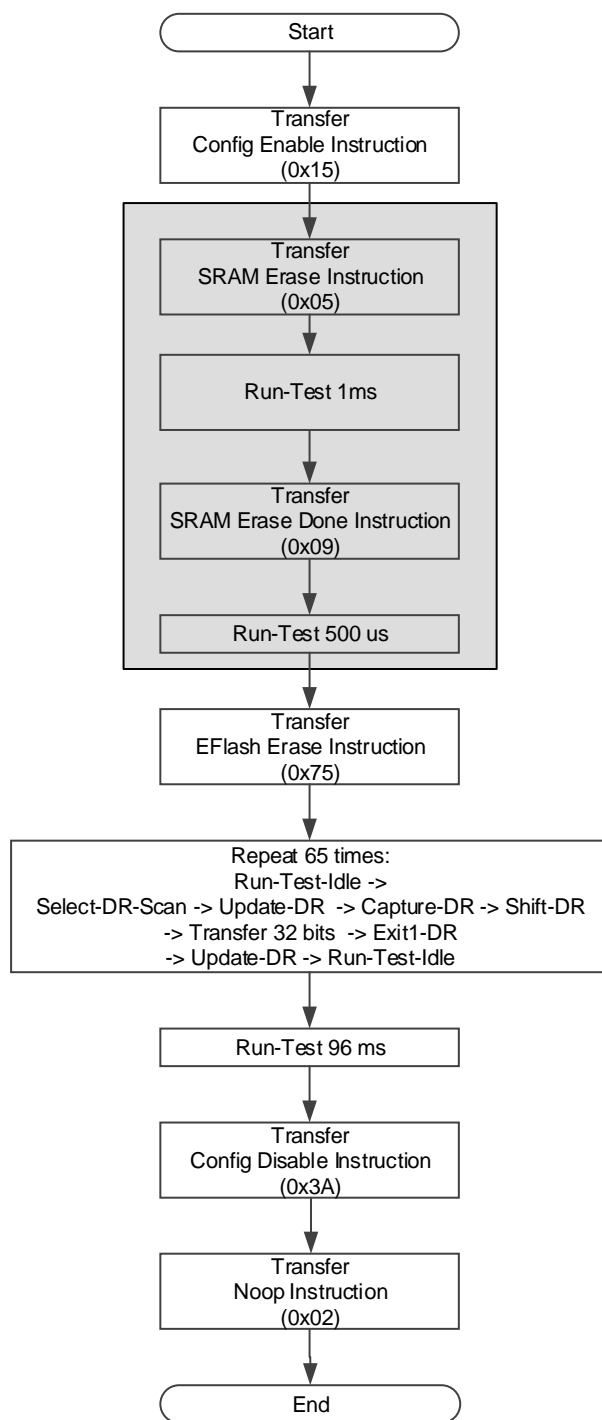 Start
Transfer
Config Enable Instruction
(0x15)
Transfer
SRAM Erase Instruction
(0x05)
Run-Test 1ms
Transfer
SRAM Erase Done Instruction
(0x09)
Run-Test 500 us
Transfer
EFlash Erase Instruction
(0x75)
Repeat 65 times:
Run-Test-Idle ->
Select-DR-Scan -> Update-DR -> Capture-DR -> Shift-DR
-> Transfer 32 bits -> Exit1-DR
-> Update-DR -> Run-Test-Idle
Run-Test 96 ms
Transfer
Config Disable Instruction
(0x3A)
Transfer
Noop Instruction
(0x02)
End